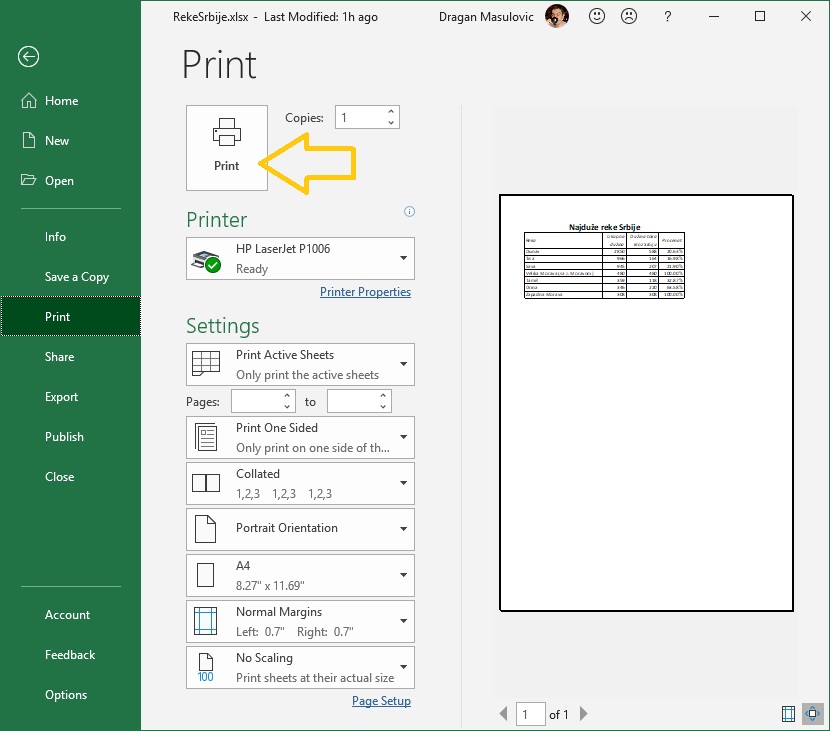 RekeSrbije.xlsx - Last Modified: 1h ago
Dragan Masulovic
?
Home
New
Open
Info
Save a Copy
Print
Share
Export
Publish
Close
Account
Feedback
Options
Print
Print
Copies: 1
Printer
HP LaserJet P1006
Ready
Printer Properties
Settings
Print Active Sheets
Only print the active sheets
Pages: to
Print One Sided
Only print on one side of th...
Collated
1,2,3 1,2,3 1,2,3
Portrait Orientation
A4
8.27" x 11.69"
Normal Margins
Left: 0.7" Right: 0.7"
100
No Scaling
Print sheets at their actual size
Page Setup
Najduže reke Srbije
Reka
Procenat
1 of 1